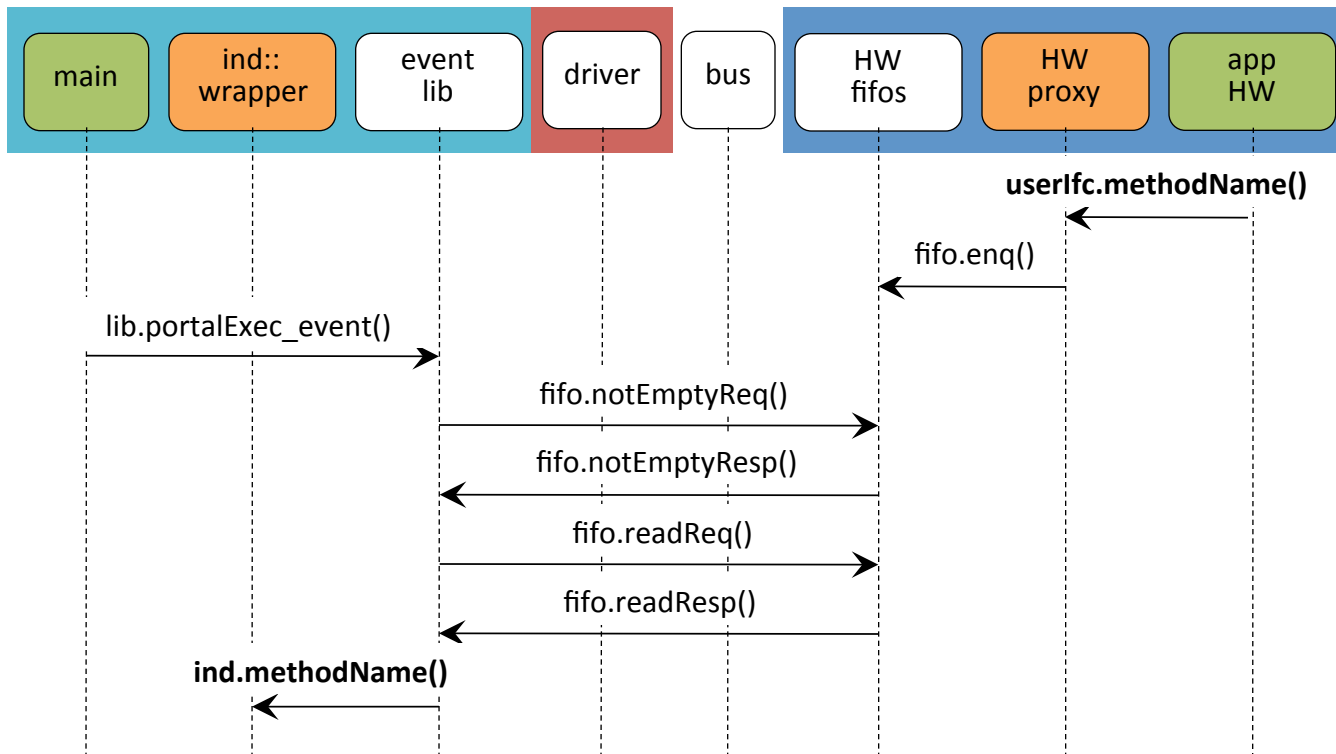 main
ind::
wrapper
event
lib
driver
bus
HW
fifos
HW
proxy
app
HW
userIfc.methodName()
fifo.enq()
lib.portalExec_event()
fifo.notEmptyReq()
fifo.notEmptyResp()
fifo.readReq()
fifo.readResp()
ind.methodName()